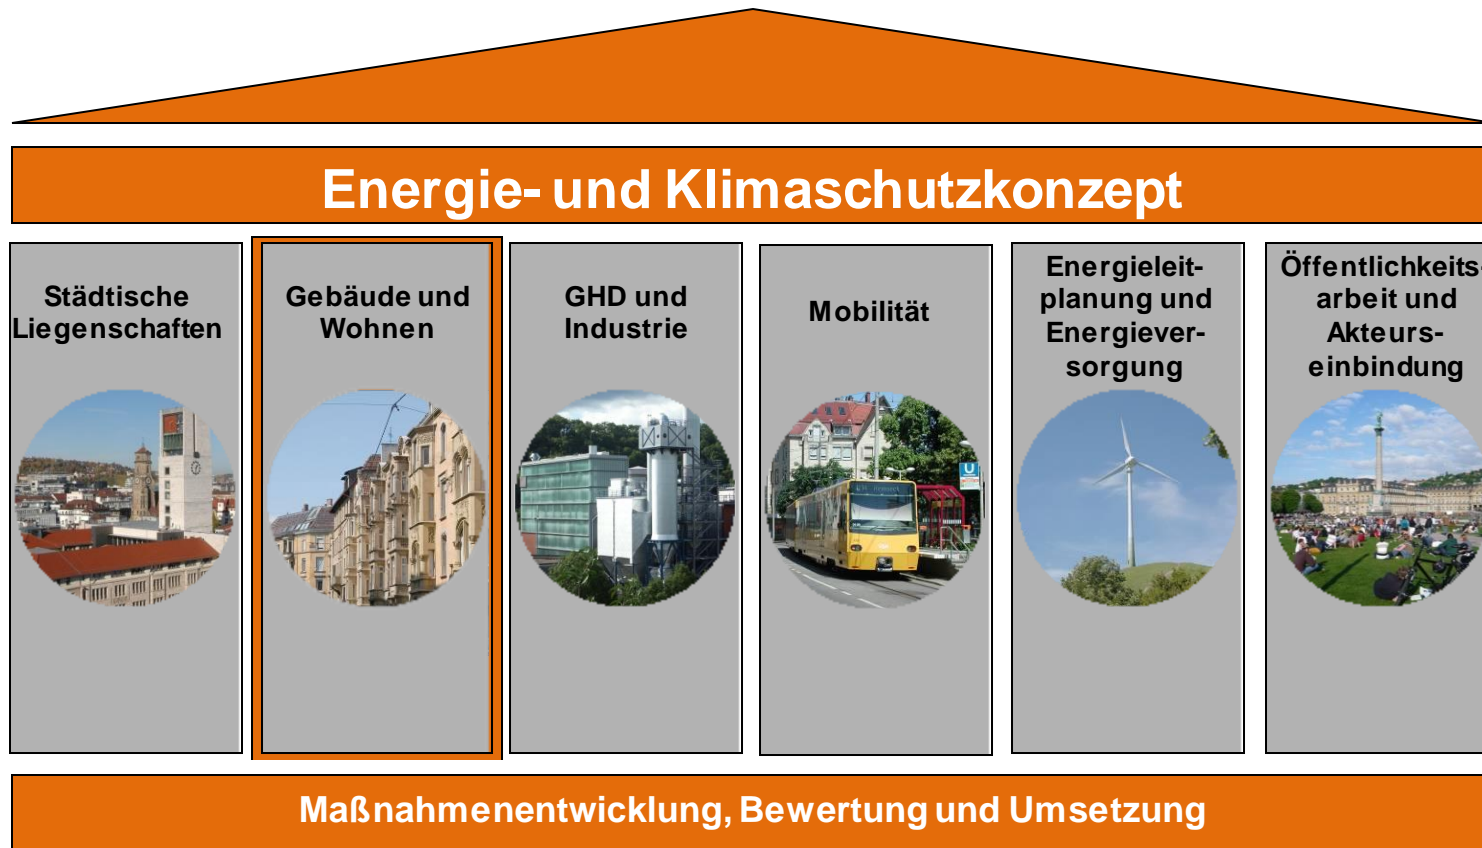 Energie- und Klimaschutzkonzept
Städtische
Liegenschaften
Gebäude und
Wohnen
GHD und
Industrie
Mobilität
Energieleit-
planung und
Energiever-
sorgung
Öffentlichkeits-
arbeit und
Akteurs-
einbindung
U
Maßnahmenentwicklung, Bewertung und Umsetzung